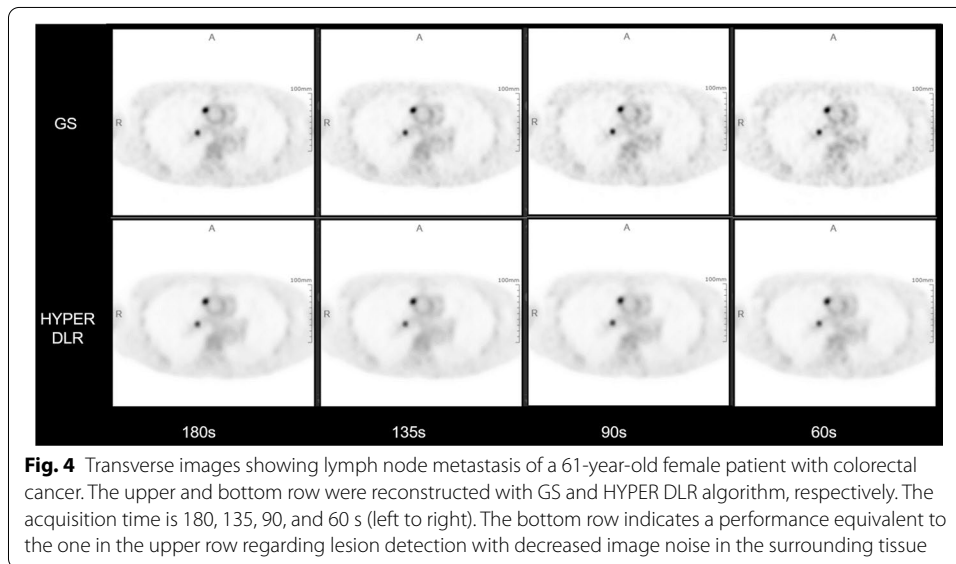 A
A
A
A
GS
R
R
R
R
100mm
100mm
100mm
100mm
A
A
A
A
HYPER
DLR
R
R
R
R
100mm
100mm
100mm
100mm
180s
135s
90s
60s
Fig. 4 Transverse images showing lymph node metastasis of a 61-year-old female patient with colorectal
cancer. The upper and bottom row were reconstructed with GS and HYPER DLR algorithm, respectively. The
acquisition time is 180, 135, 90, and 60 s (left to right). The bottom row indicates a performance equivalent to
the one in the upper row regarding lesion detection with decreased image noise in the surrounding tissue